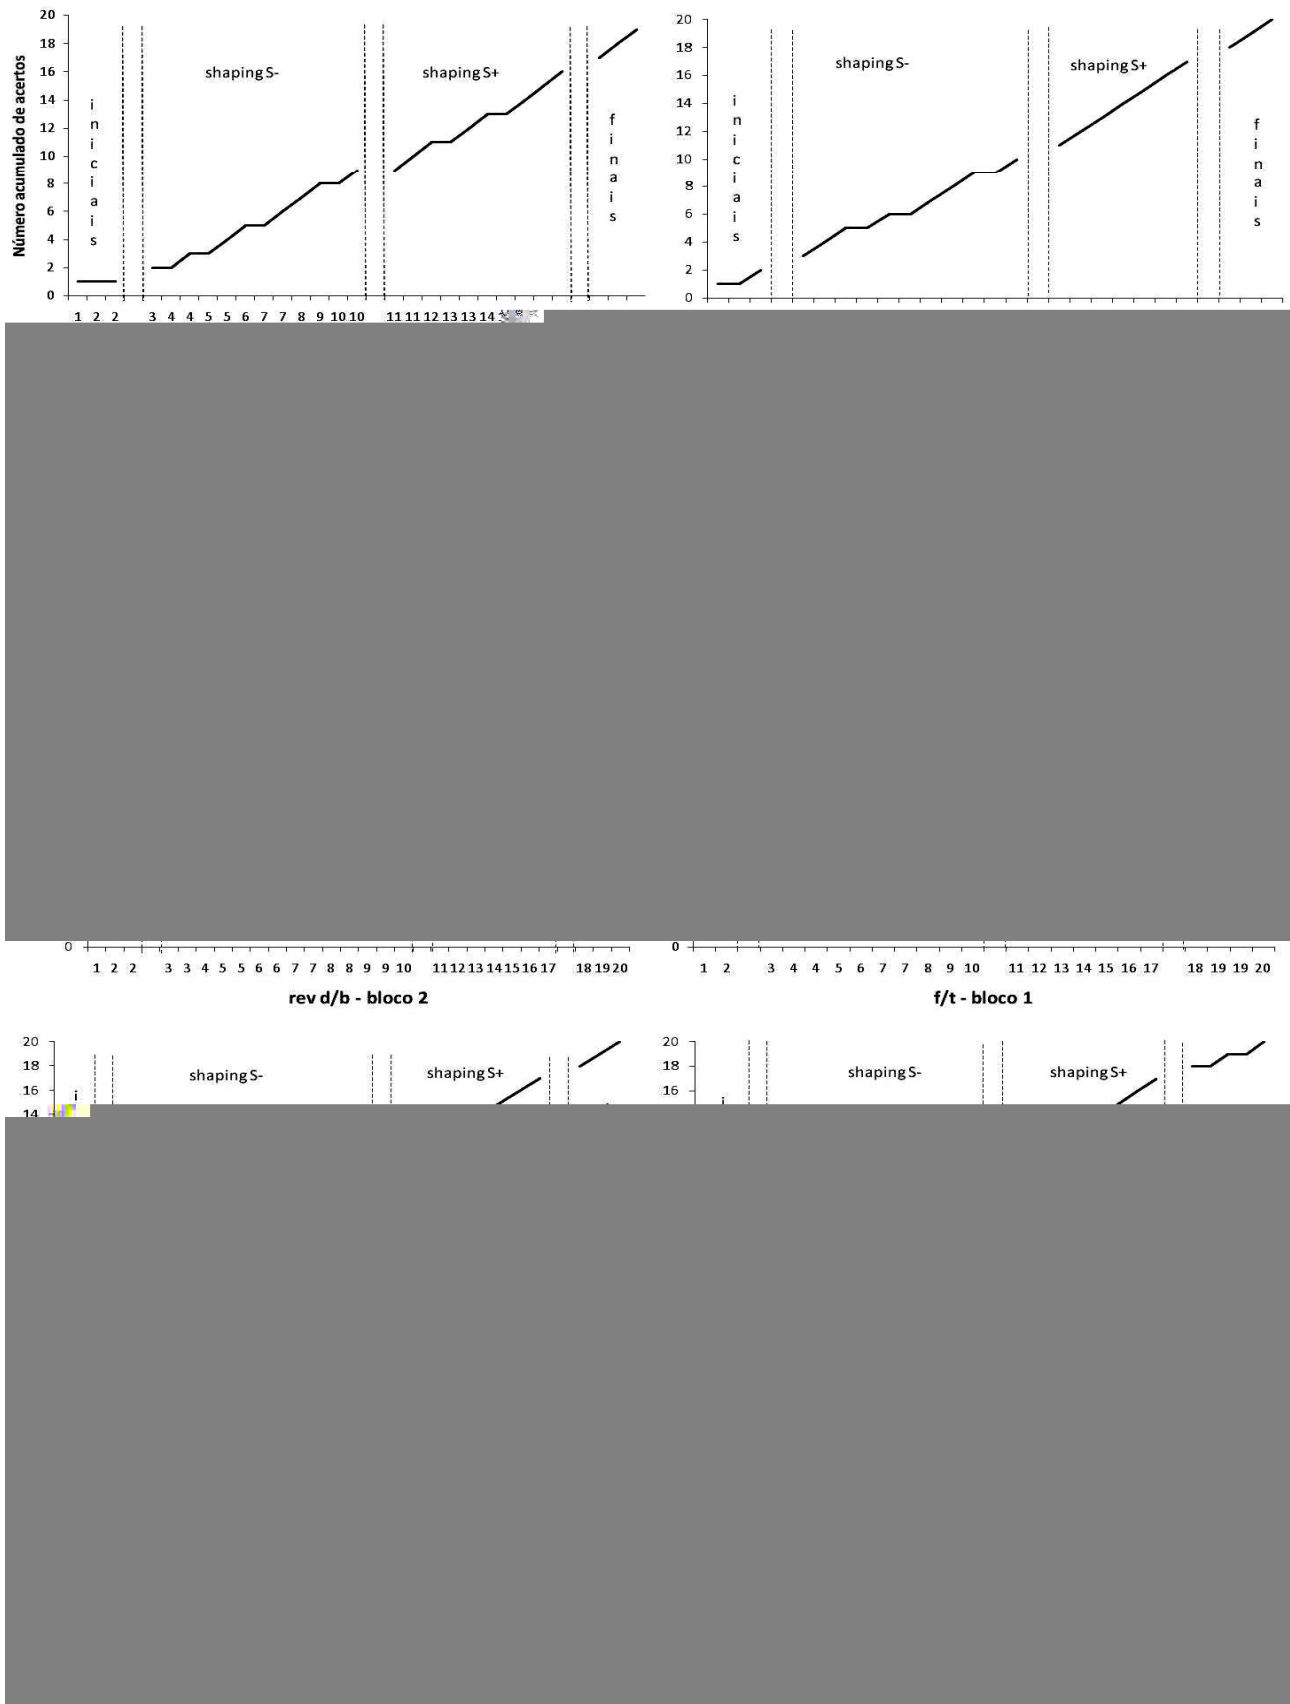 Número acumulado de acertos
20
18
16
14
12
10
8
6
4
2
0
iniciais
shaping S-
shaping S+
finais
1 2 2 3 4 4 5 5 6 7 7 8 9 10 10 11 11 12 13 13 14
20
18
16
14
12
10
8
6
4
2
0
iniciais
shaping S-
shaping S+
finais
0
1 2 2 3 3 4 5 6 6 7 7 8 8 9 9 10 11 12 13 14 15 16 17 18 19 20
rev d/b - bloco 2
0
1 2 3 4 4 5 6 7 7 8 9 10 11 12 13 14 15 16 17 18 19 19 20
f/t - bloco 1
20
18
16
14
i
shaping S-
shaping S+
20
18
16
shaping S-
shaping S+